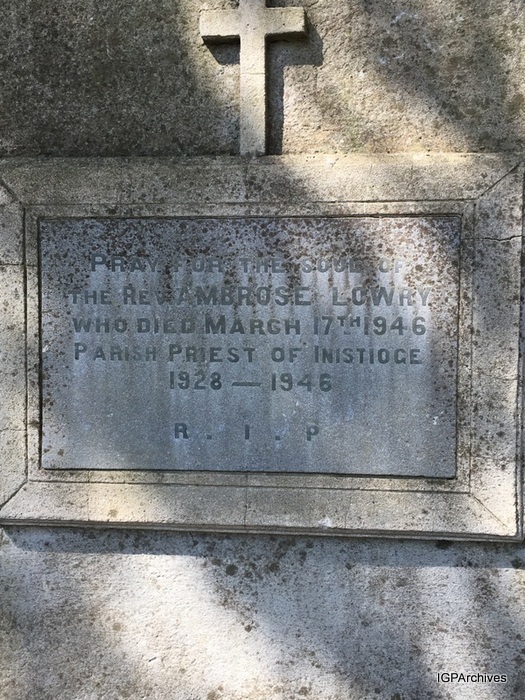 PRAY FOR THE SOUL OF
THE REV. AMBROSE LOWRY
WHO DIED MARCH 17TH 1946
PARISH PRIEST OF INISTIOGE
1928 — 1946
R . I . P
IGPArchives